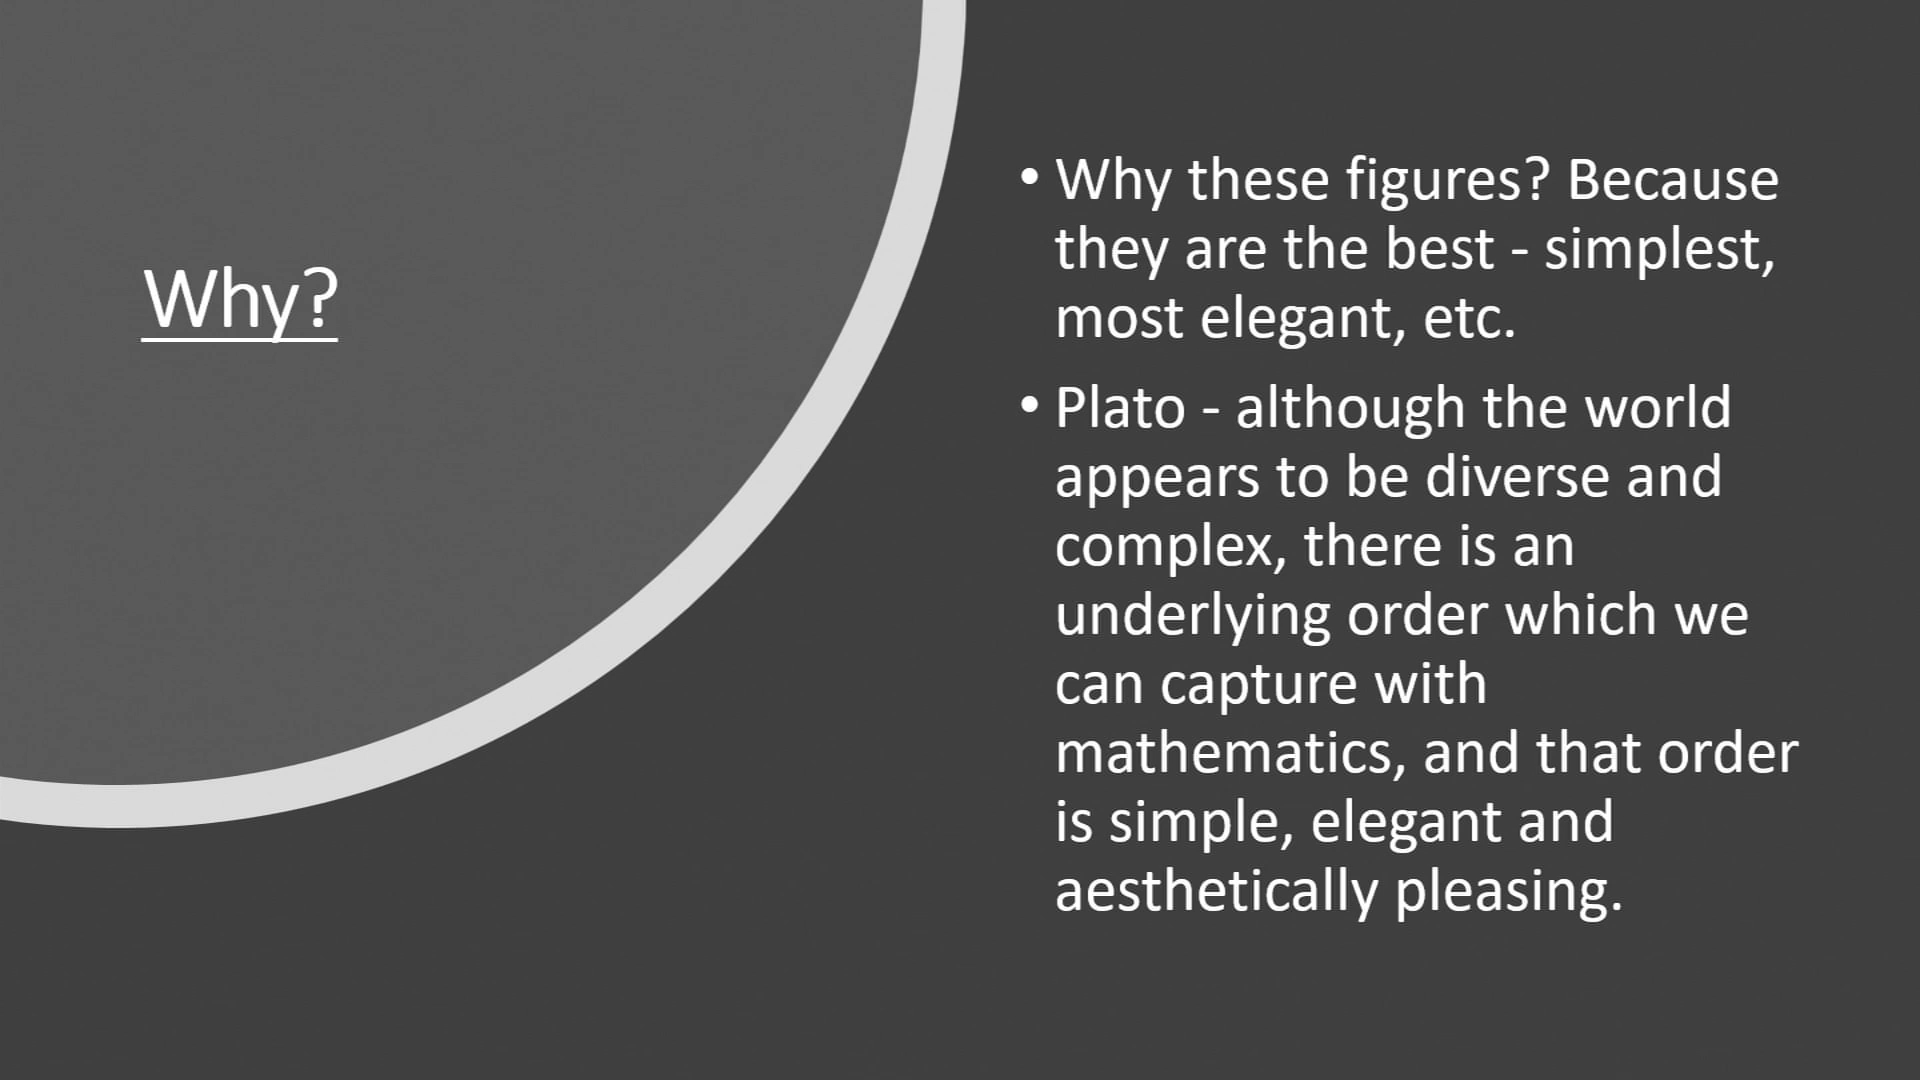 Why?
• Why these figures? Because
they are the best - simplest,
most elegant, etc.
• Plato - although the world
appears to be diverse and
complex, there is an
underlying order which we
can capture with
mathematics, and that order
is simple, elegant and
aesthetically pleasing.